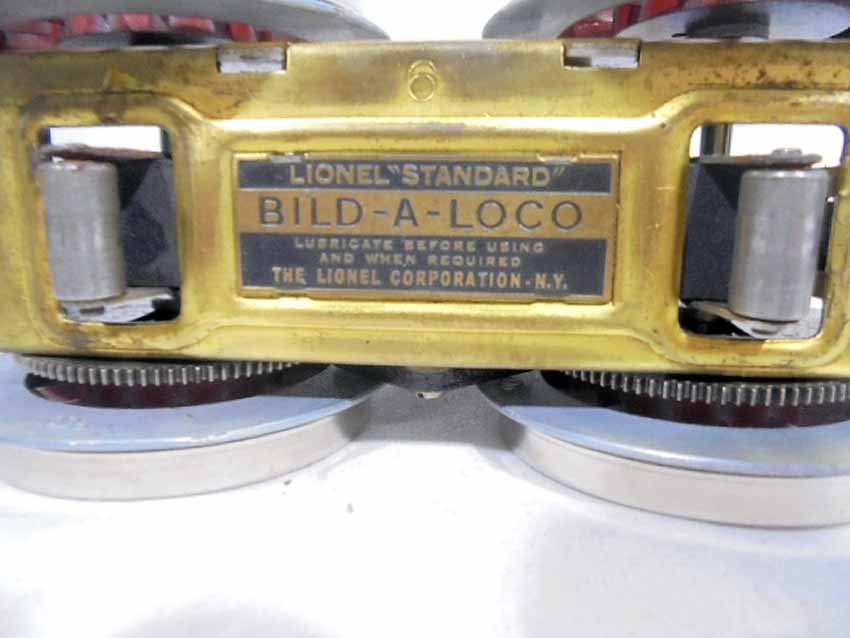 6
LIONEL "STANDARD"
BILD-A-LOCO
LUBRICATE BEFORE USING
AND WHEN REQUIRED
THE LIONEL CORPORATION - N.Y.